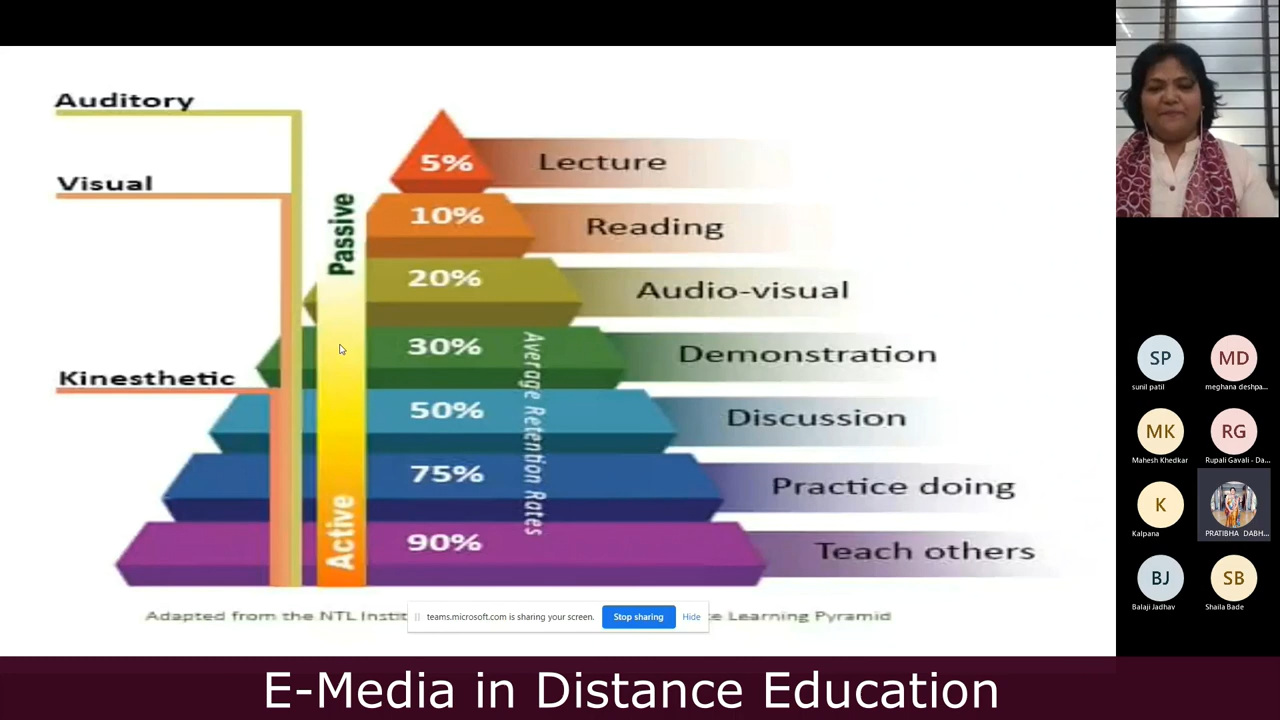 Auditory
Visual
Kinesthetic
Passive
Active
5% Lecture
10% Reading
20% Audio-visual
30% Demonstration
50% Discussion
75% Practice doing
90% Teach others
Average Retention Rates
Adapted from the NTL Instit
Learning Pyramid
teams.microsoft.com is sharing your screen. Stop sharing Hide
SP MD
sunil patil meghana deshpa...
MK RG
Mahesh Khedkar Rupali Gavali - Da...
K
Kalpana PRATIBHA DABH...
BJ SB
Balaji Jadhav Shaila Bade
E-Media in Distance Education